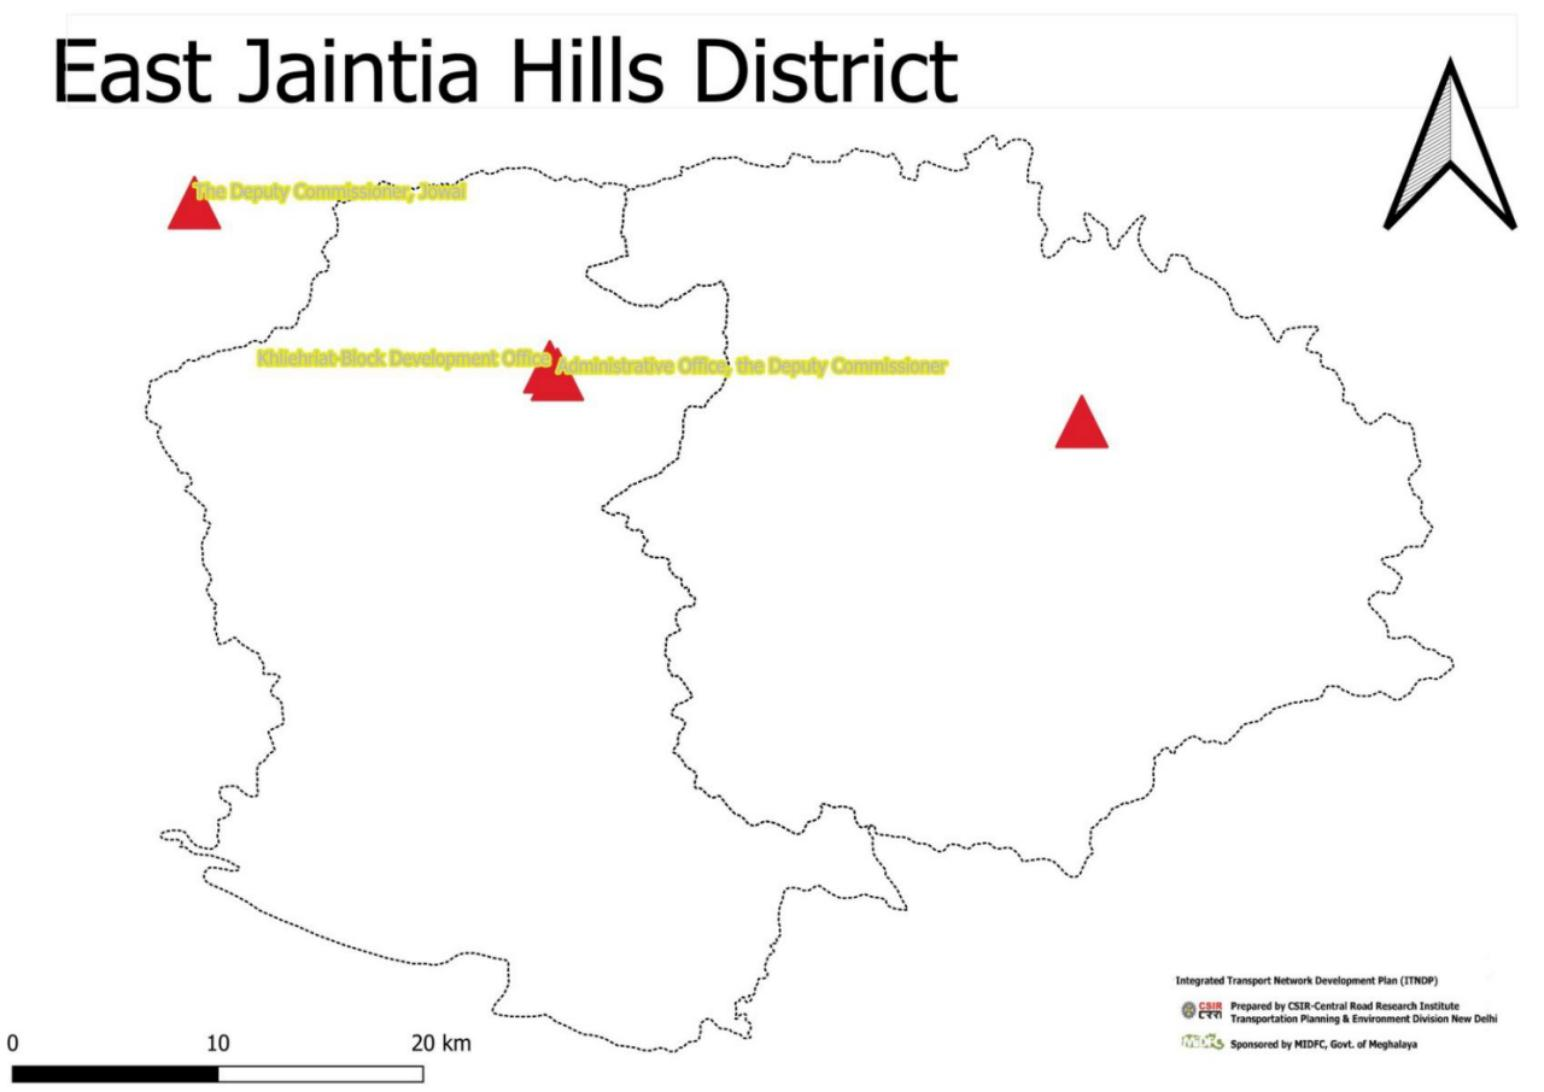 East Jaintia Hills District
The Deputy Commissioner, Jowai
Khliehriat-Block Development Office
Administrative Office, the Deputy Commissioner
Integrated Transport Network Development Plan (ITNDP)
CSIR
Prepared by CSIR-Central Road Research Institute
Transportation Planning & Environment Division New Delhi
MIDFC
Sponsored by MIDFC, Govt. of Meghalaya
0 10 20 km